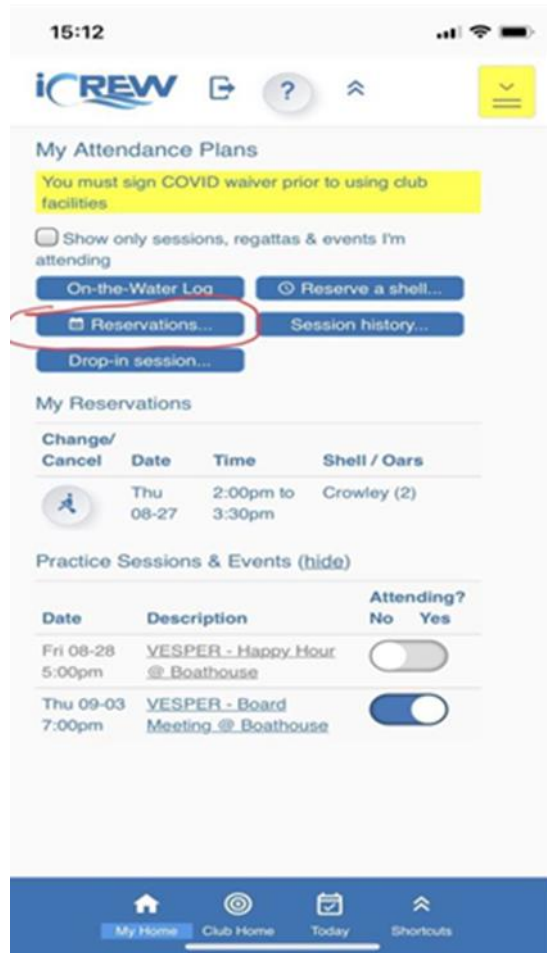 15:12
iCREW ?
My Attendance Plans
You must sign COVID waiver prior to using club
facilities
Show only sessions, regattas & events I'm
attending
On-the-Water Log Reserve a shell...
Reservations... Session history...
Drop-in session...
My Reservations
Change/
Cancel Date Time Shell / Oars
Thu 2:00pm to Crowley (2)
08-27 3:30pm
Practice Sessions & Events (hide)
Attending?
Date Description No Yes
Fri 08-28 VESPER - Happy Hour
5:00pm @ Boathouse
Thu 09-03 VESPER - Board
7:00pm Meeting @ Boathouse
My Home Club Home Today Shortcuts